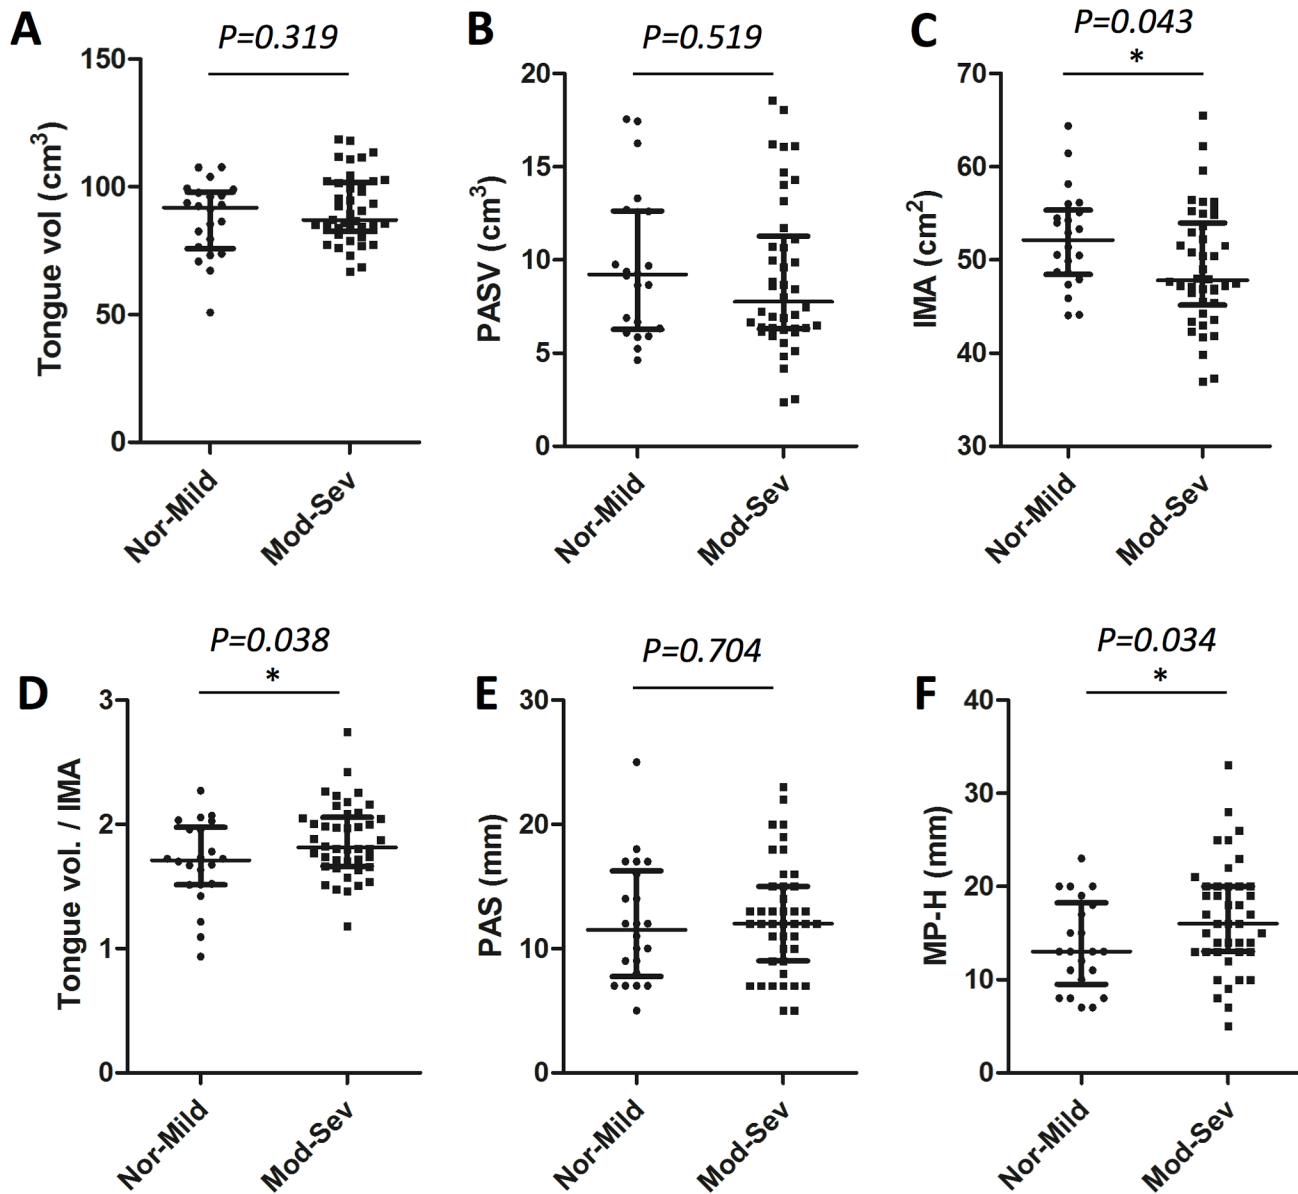 A
P=0.319
Tongue vol (cm³)
150
100
50
0
Nor-Mild
Mod-Sev
B
P=0.519
PASV (cm³)
20
15
10
5
0
Nor-Mild
Mod-Sev
C
P=0.043
*
IMA (cm²)
70
60
50
40
30
Nor-Mild
Mod-Sev
D
P=0.038
*
Tongue vol. / IMA
3
2
1
0
Nor-Mild
Mod-Sev
E
P=0.704
PAS (mm)
30
20
10
0
Nor-Mild
Mod-Sev
F
P=0.034
*
MP-H (mm)
40
30
20
10
0
Nor-Mild
Mod-Sev